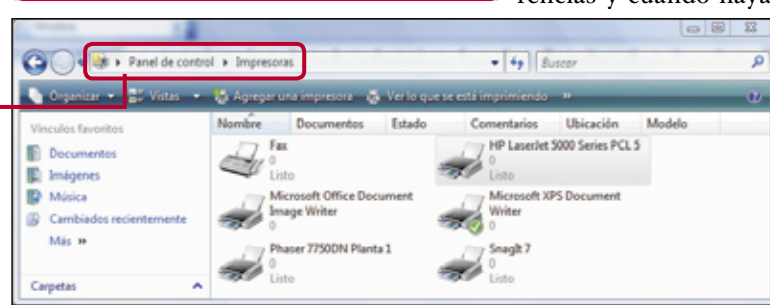 rencias y cuando haya
Panel de control ▸ Impresoras
Buscar
Organizar Vistas Agregar una impresora Ver lo que se está imprimiendo »
Vínculos favoritos
Documentos
Imágenes
Música
Cambiados recientemente
Más »
Carpetas
Nombre Documentos Estado Comentarios Ubicación Modelo
Fax
0
Listo
HP LaserJet 5000 Series PCL 5
0
Listo
Microsoft Office Document
Image Writer
0
Microsoft XPS Document
Writer
0
Phaser 7750DN Planta 1
0
Listo
SnagIt 7
0
Listo